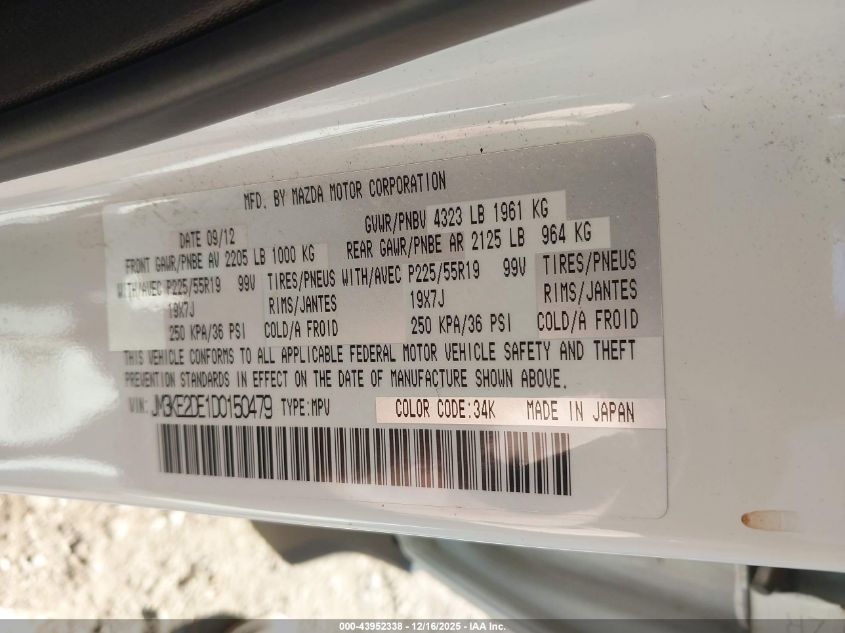 MFD. BY MAZDA MOTOR CORPORATION
DATE 09/12 GVWR/PNBV 4323 LB 1961 KG
FRONT GAWR/PNBE AV 2205 LB 1000 KG REAR GAWR/PNBE AR 2125 LB 964 KG
WITH/AVEC P225/55R19 99V TIRES/PNEUS WITH/AVEC P225/55R19 99V TIRES/PNEUS
19X7J RIMS/JANTES 19X7J RIMS/JANTES
250 KPA/36 PSI COLD/A FROID 250 KPA/36 PSI COLD/A FROID
THIS VEHICLE CONFORMS TO ALL APPLICABLE FEDERAL MOTOR VEHICLE SAFETY AND THEFT
PREVENTION STANDARDS IN EFFECT ON THE DATE OF MANUFACTURE SHOWN ABOVE.
VIN: JM3KE2DE1D0150479 TYPE:MPV COLOR CODE:34K MADE IN JAPAN
000-43952338 - 12/16/2025 - IAA Inc.